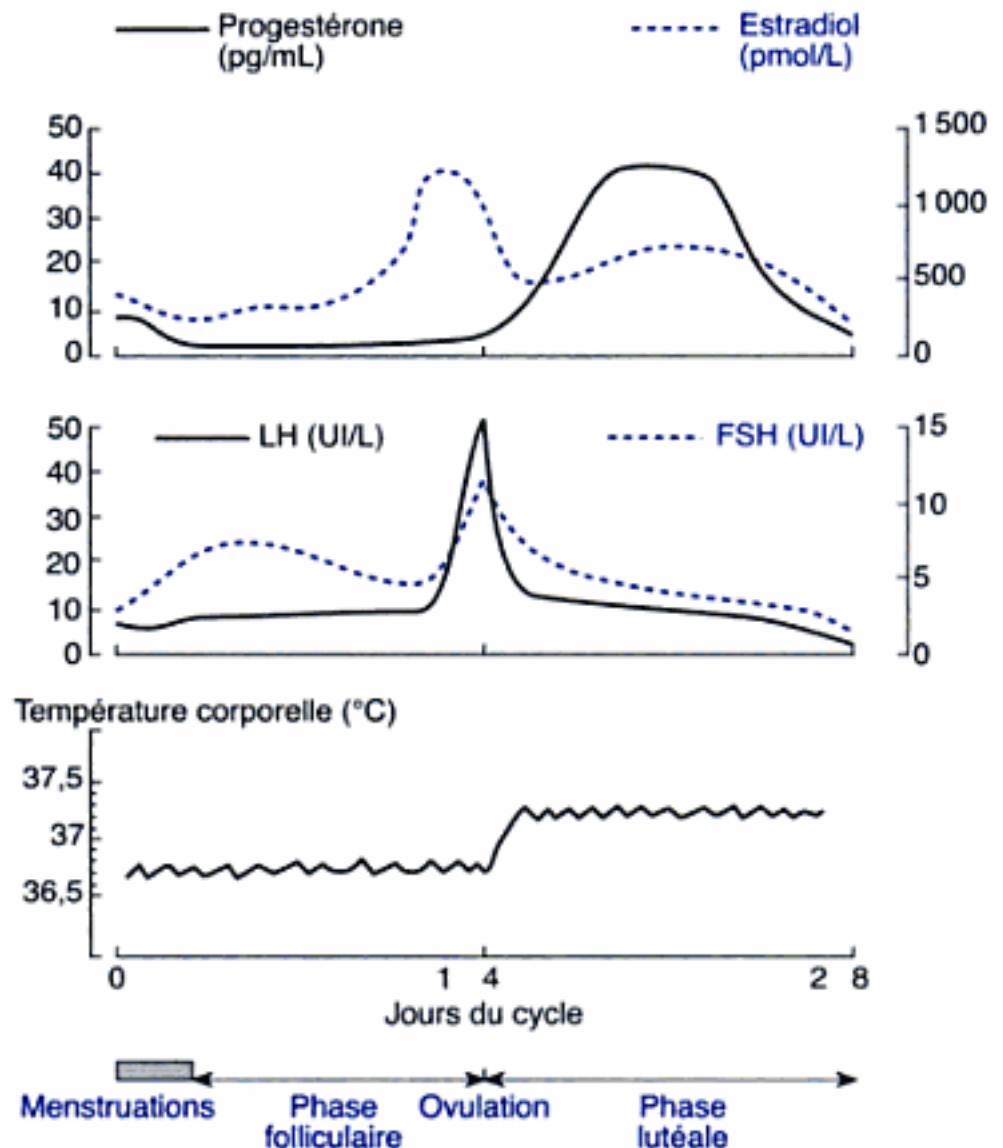 Progestérone
(pg/mL)
Estradiol
(pmol/L)
50
40
30
20
10
0
1 500
1 000
500
0
LH (UI/L)
FSH (UI/L)
50
40
30
20
10
0
15
10
5
0
Température corporelle (°C)
37,5
37
36,5
0
1 4
2 8
Jours du cycle
Menstruations
Phase
folliculaire
Ovulation
Phase
lutéale